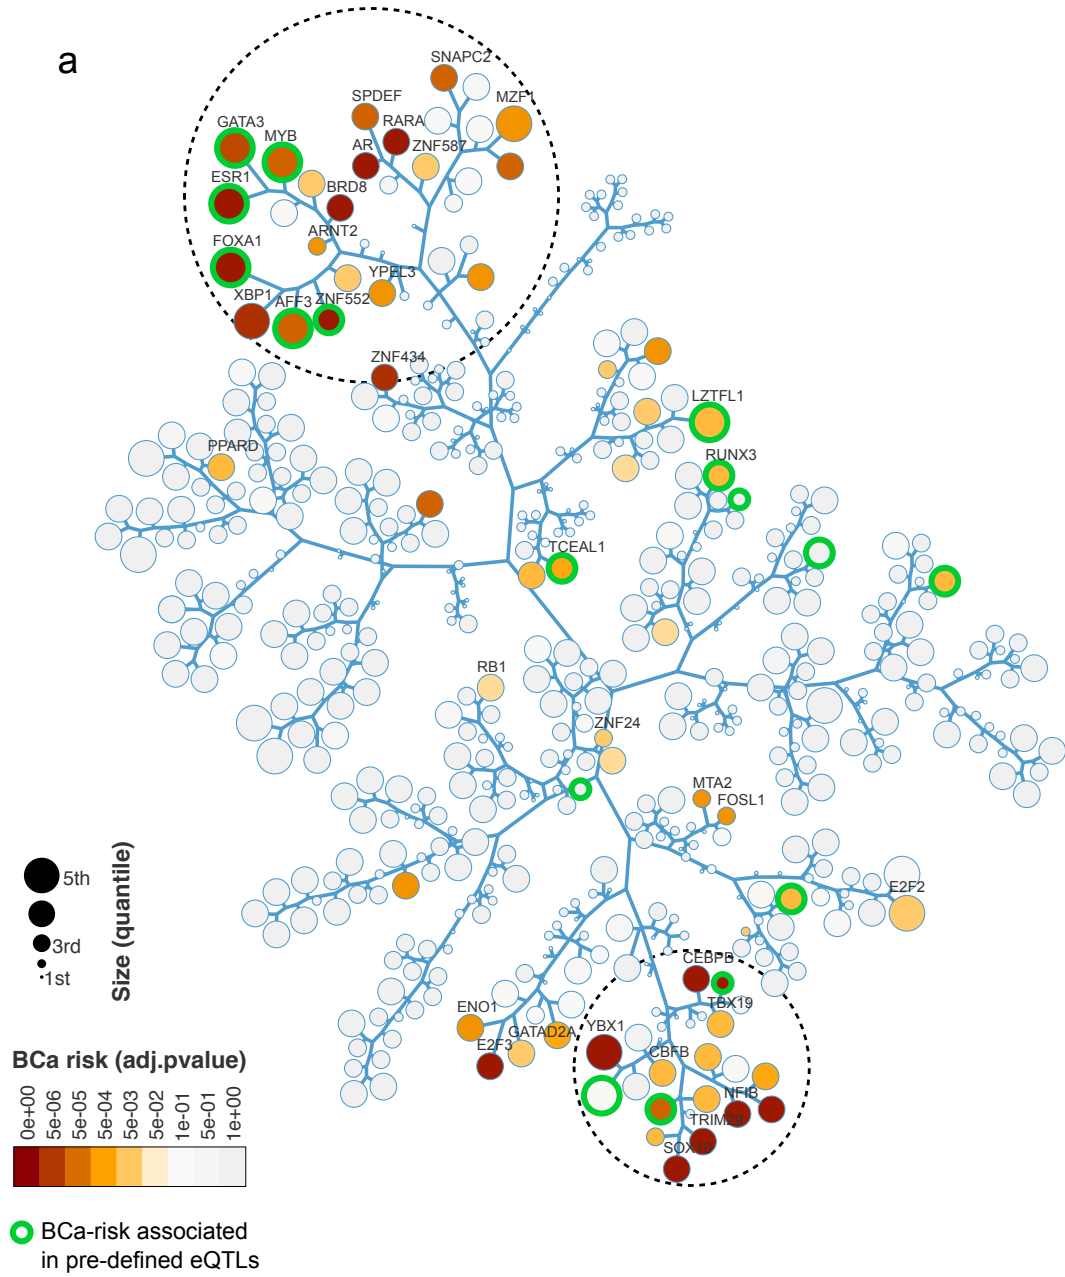 a
SNAPC2
SPDEF
MZF1
GATA3
RARA
MYB
AR
ZNF587
ESR1
BRD8
ARNT2
FOXA1
YPEL3
XBP1
AFF3
ZNF552
ZNF434
LZTFL1
PPARD
RUNX3
TCEAL1
RB1
ZNF24
MTA2
FOSL1
E2F2
CEBPB
TBX19
ENO1
GATAD2A
YBX1
E2F3
CBFB
NFIB
TRIM29
SOX10
5th
3rd
1st
Size (quantile)
BCa risk (adj.pvalue)
0e+00
5e-06
5e-05
5e-04
5e-03
5e-02
1e-01
5e-01
1e+00
BCa-risk associated
in pre-defined eQTLs